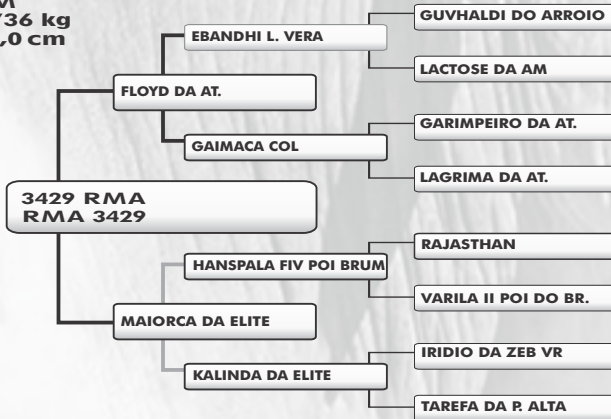 M
/36 kg
,0 cm
GUVHALDI DO ARROIO
EBANDHI L. VERA
LACTOSE DA AM
FLOYD DA AT.
GARIMPEIRO DA AT.
GAIMACA COL
LAGRIMA DA AT.
3429 RMA
RMA 3429
RAJASTHAN
HANSPALA FIV POI BRUM
VARILA II POI DO BR.
MAIORCA DA ELITE
IRIDIO DA ZEB VR
KALINDA DA ELITE
TAREFA DA P. ALTA